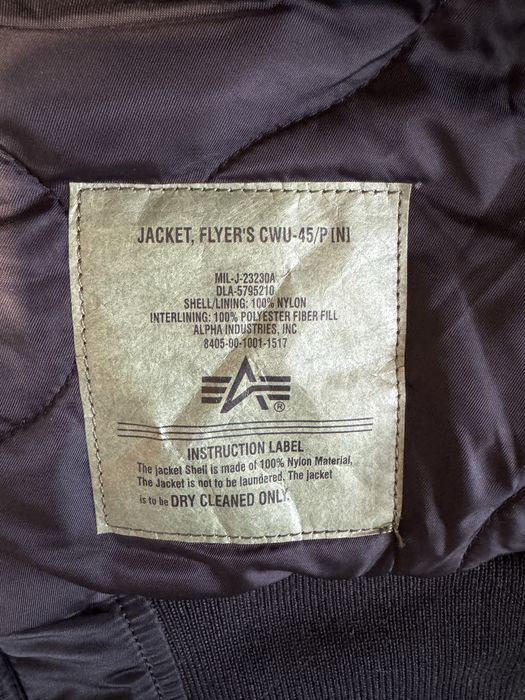 JACKET, FLYER'S CWU-45/P [N]
MIL-J-23230A
DLA-5795210
SHELL/LINING: 100% NYLON
INTERLINING: 100% POLYESTER FIBER FILL
ALPHA INDUSTRIES, INC
8405-90-1001-1517
®
INSTRUCTION LABEL
The jacket Shell is made of 100% Nylon Material.
The Jacket is not to be laundered. The jacket
is to be DRY CLEANED ONLY.